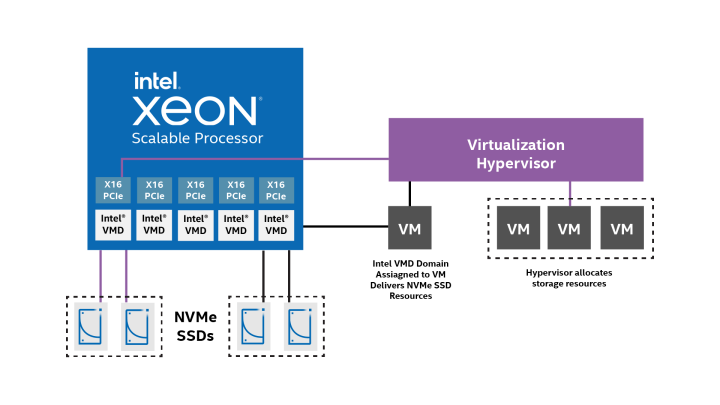 intel.
xeon®
Scalable Processor
X16 PCIe
X16 PCIe
X16 PCIe
X16 PCIe
X16 PCIe
Intel® VMD
Intel® VMD
Intel® VMD
Intel® VMD
Intel® VMD
Virtualization
Hypervisor
VM
VM
VM
VM
Intel VMD Domain
Assiagned to VM
Delivers NVMe SSD
Resources
Hypervisor allocates
storage resources
NVMe
SSDs